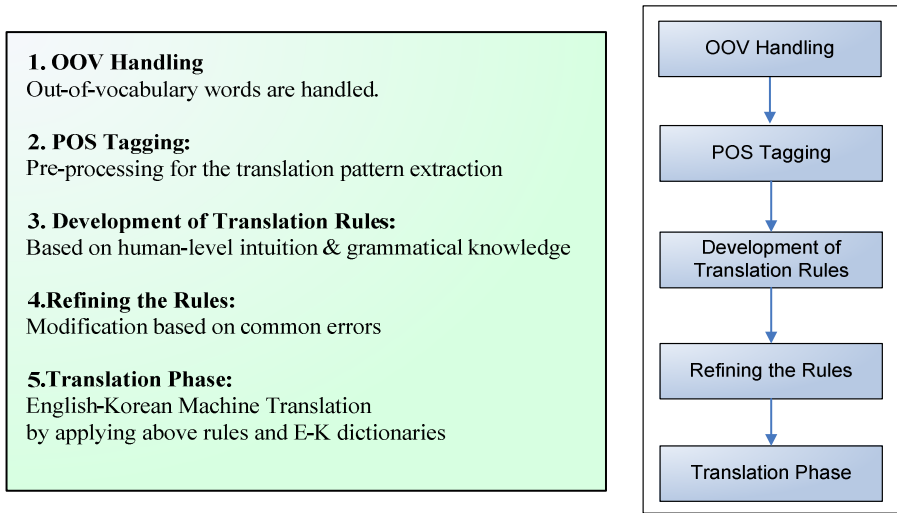 1. OOV Handling
Out-of-vocabulary words are handled.
2. POS Tagging:
Pre-processing for the translation pattern extraction
3. Development of Translation Rules:
Based on human-level intuition & grammatical knowledge
4.Refining the Rules:
Modification based on common errors
5.Translation Phase:
English-Korean Machine Translation
by applying above rules and E-K dictionaries
OOV Handling
POS Tagging
Development of
Translation Rules
Refining the Rules
Translation Phase